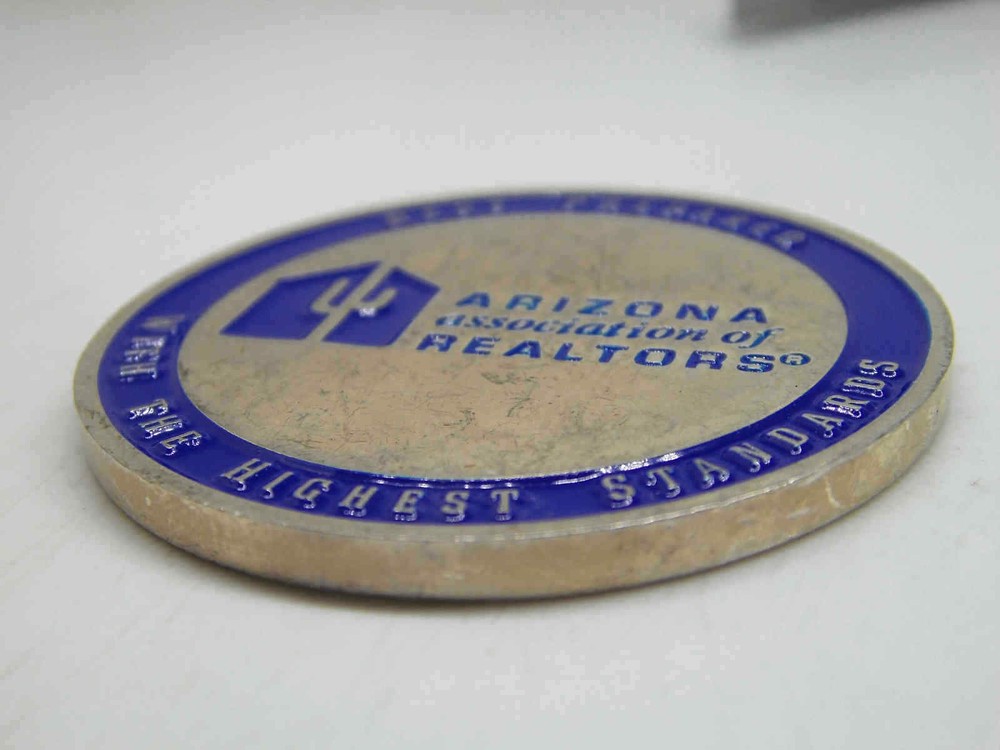 ARIZONA
association of
REALTORS®
THE HIGHEST STANDARDS